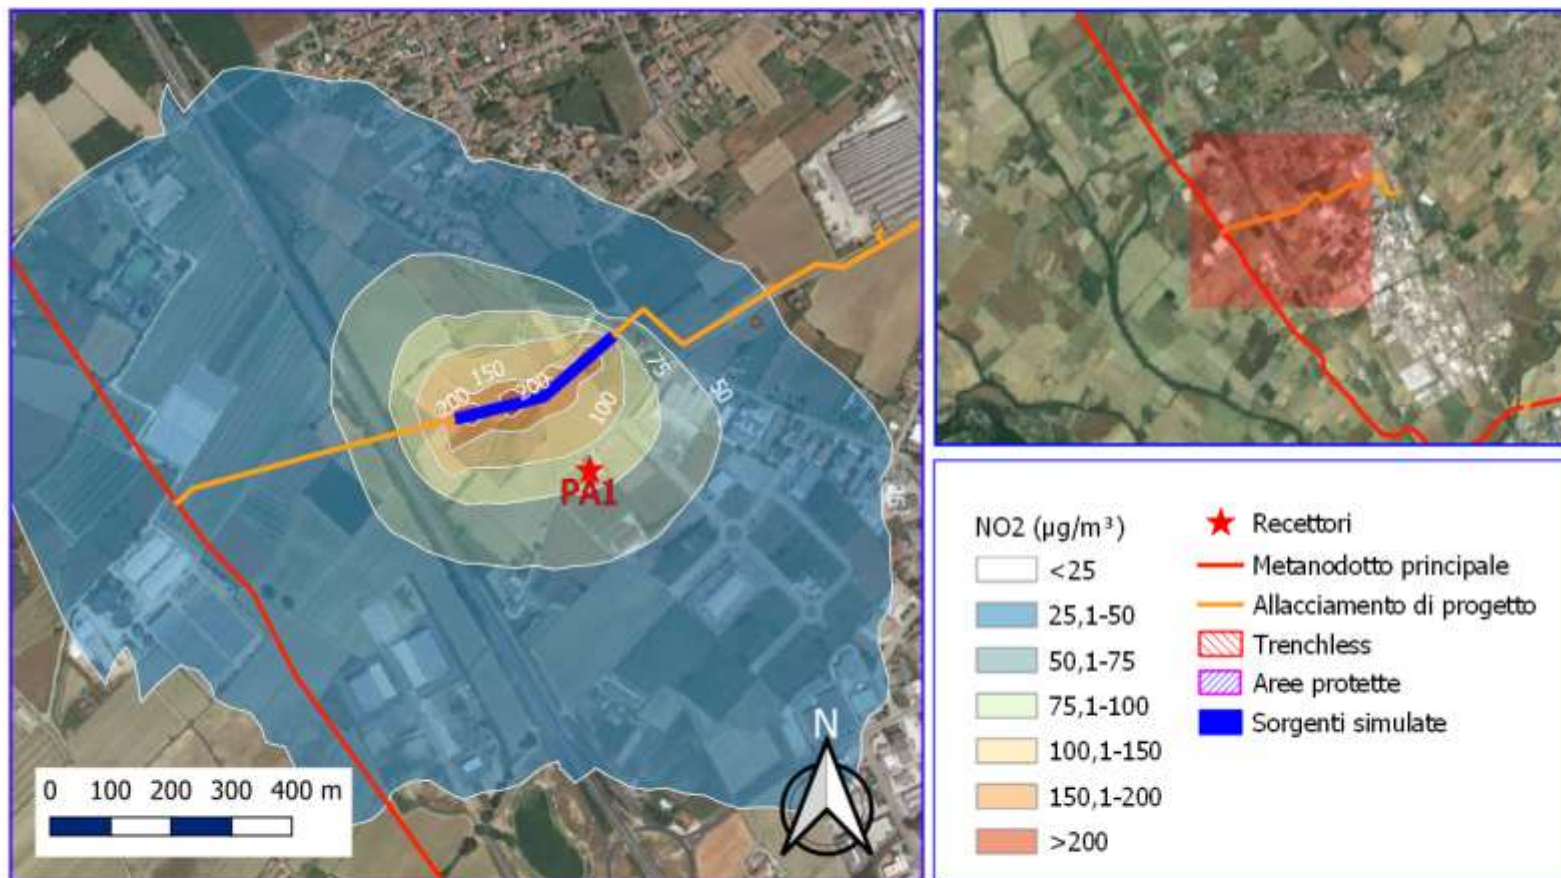 150
200
200
100
75
50
25
PA1
N
0 100 200 300 400 m
NO2 (µg/m³)
<25
25,1-50
50,1-75
75,1-100
100,1-150
150,1-200
>200
Recettori
Metanodotto principale
Allacciamento di progetto
Trenchless
Aree protette
Sorgenti simulate